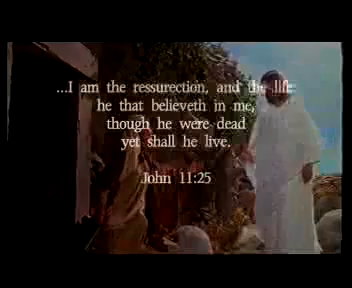 ...I am the ressurection, and the life:
he that believeth in me,
though he were dead
yet shall he live.
John 11:25